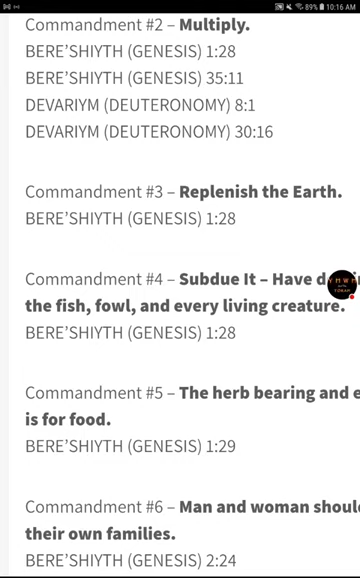 89% 10:16 AM
Commandment #2 – Multiply.
BERE’SHIYTH (GENESIS) 1:28
BERE’SHIYTH (GENESIS) 35:11
DEVARIYM (DEUTERONOMY) 8:1
DEVARIYM (DEUTERONOMY) 30:16
Commandment #3 – Replenish the Earth.
BERE’SHIYTH (GENESIS) 1:28
Commandment #4 – Subdue It – Have
the fish, fowl, and every living creature.
BERE’SHIYTH (GENESIS) 1:28
Commandment #5 – The herb bearing and
is for food.
BERE’SHIYTH (GENESIS) 1:29
Commandment #6 – Man and woman
their own families.
BERE’SHIYTH (GENESIS) 2:24